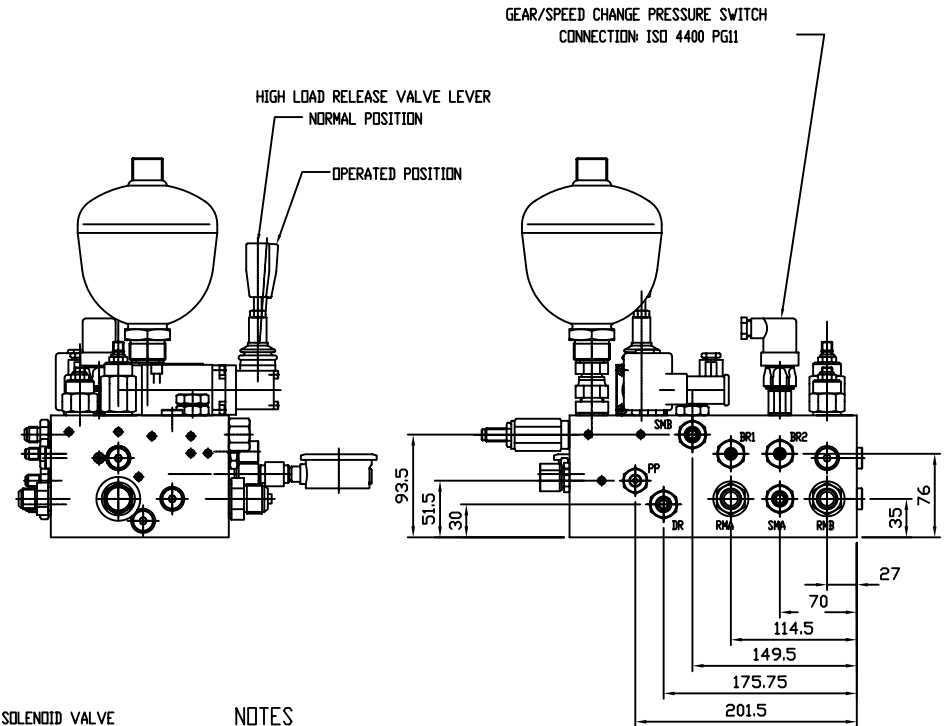 GEAR/SPEED CHANGE PRESSURE SWITCH
CONNECTION: ISO 4400 PG11
HIGH LOAD RELEASE VALVE LEVER
NORMAL POSITION
OPERATED POSITION
SMB
BR1
BR2
PP
DR
RMA
SMA
RMB
93.5
51.5
30
35
76
27
70
114.5
149.5
175.75
201.5
SOLENOID VALVE
NOTES